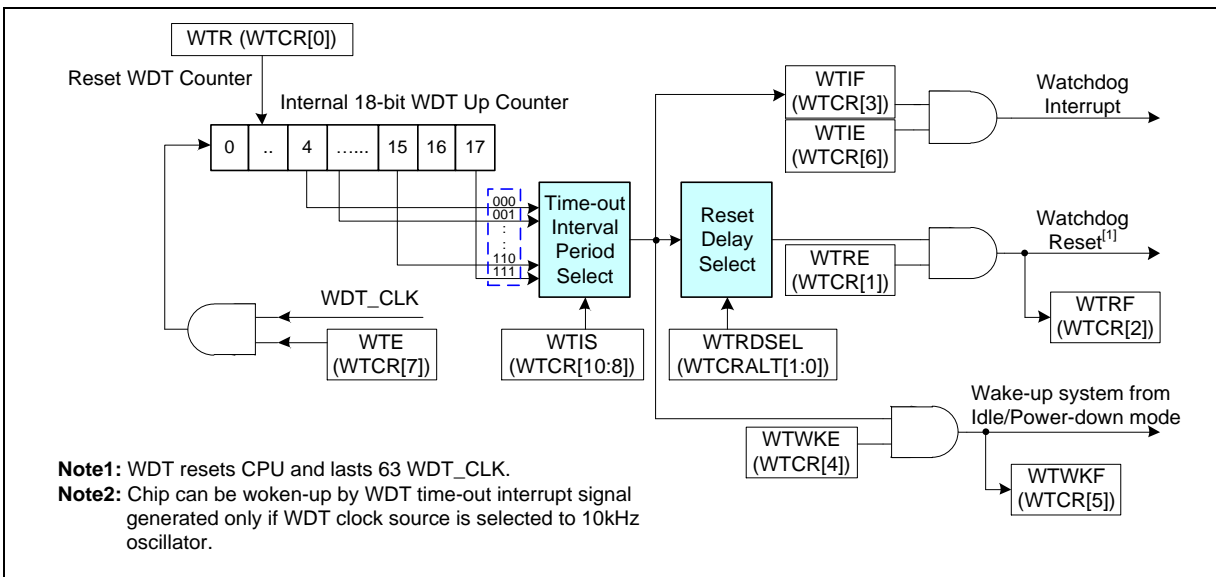 WTR (WTCR[0])
Reset WDT Counter
Internal 18-bit WDT Up Counter
0 .. 4 …... 15 16 17
000
001
:
:
110
111
Time-out
Interval
Period
Select
Reset
Delay
Select
WTIF
(WTCR[3])
WTIE
(WTCR[6])
Watchdog
Interrupt
WTRE
(WTCR[1])
Watchdog
Reset[1]
WTRF
(WTCR[2])
WDT_CLK
WTE
(WTCR[7])
WTIS
(WTCR[10:8])
WTRDSEL
(WTCRALT[1:0])
WTWKE
(WTCR[4])
Wake-up system from
Idle/Power-down mode
WTWKF
(WTCR[5])
Note1: WDT resets CPU and lasts 63 WDT_CLK.
Note2: Chip can be woken-up by WDT time-out interrupt signal
generated only if WDT clock source is selected to 10kHz
oscillator.